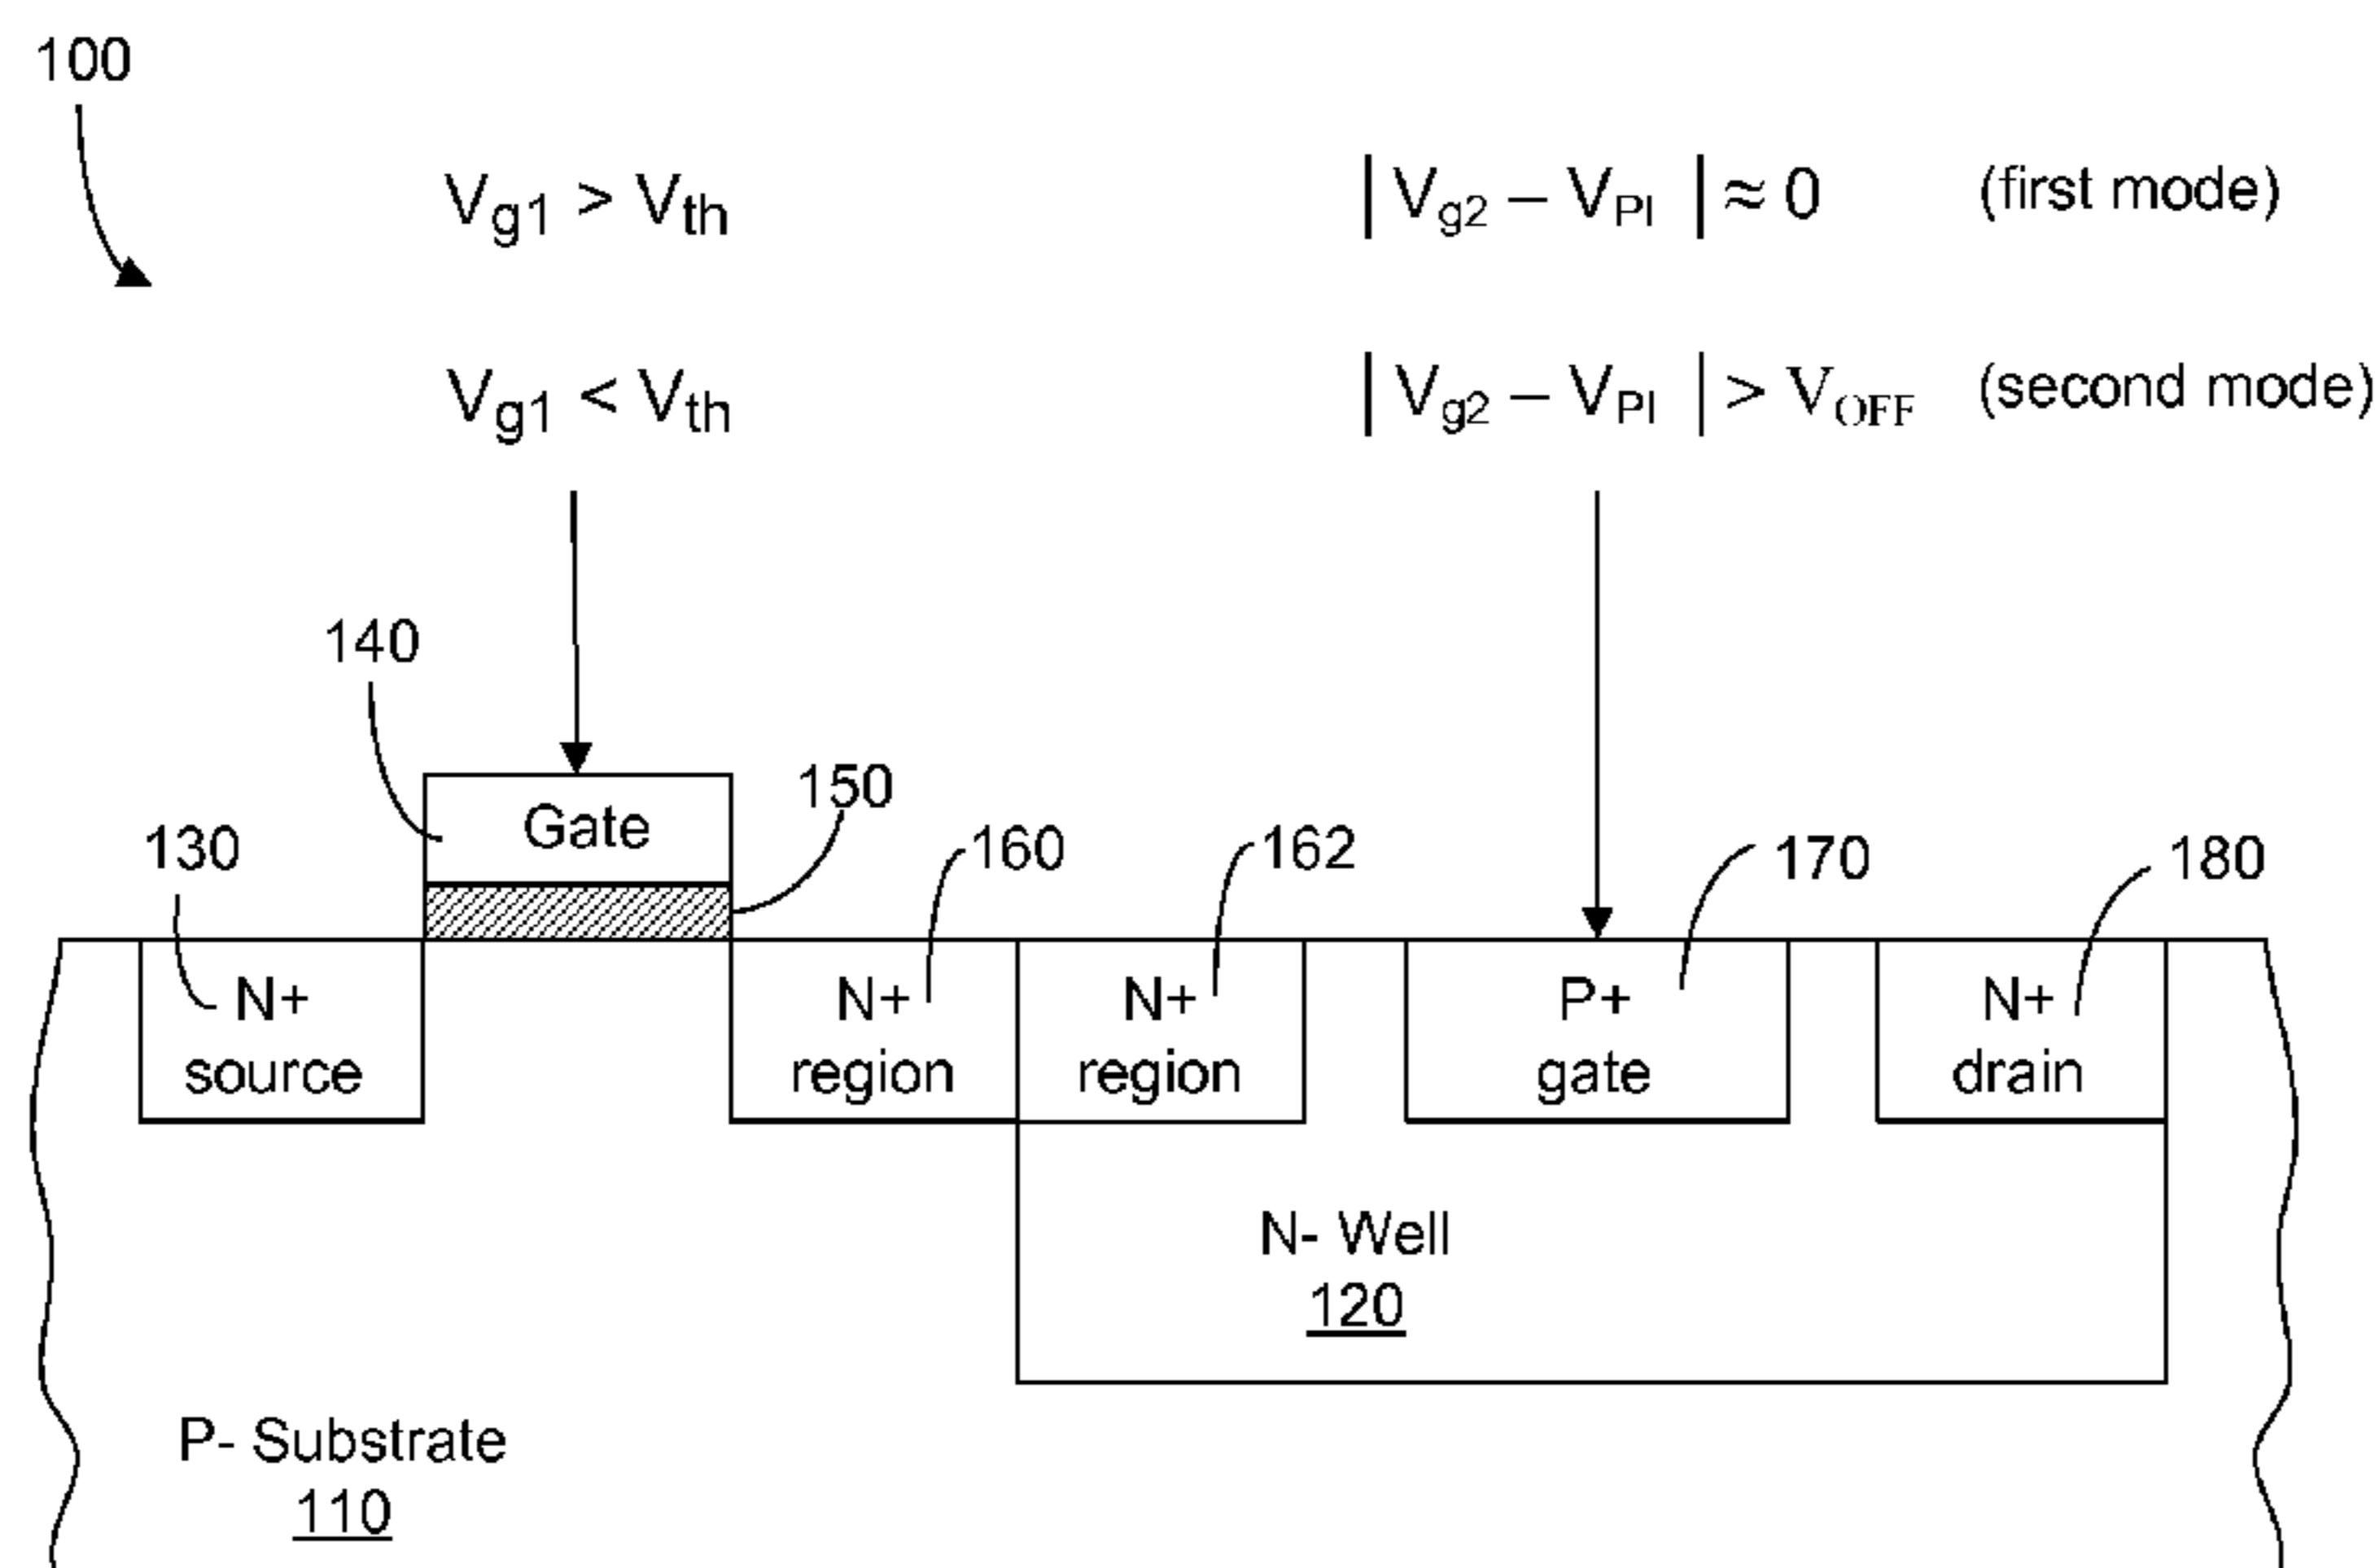 100
Vg1 > Vth
| Vg2 – VPI | ≈ 0 (first mode)
Vg1 < Vth
| Vg2 – VPI | > VOFF (second mode)
140
150
Gate
130
160
162
170
180
N+
source
N+
region
N+
region
P+
gate
N+
drain
N- Well
120
P- Substrate
110